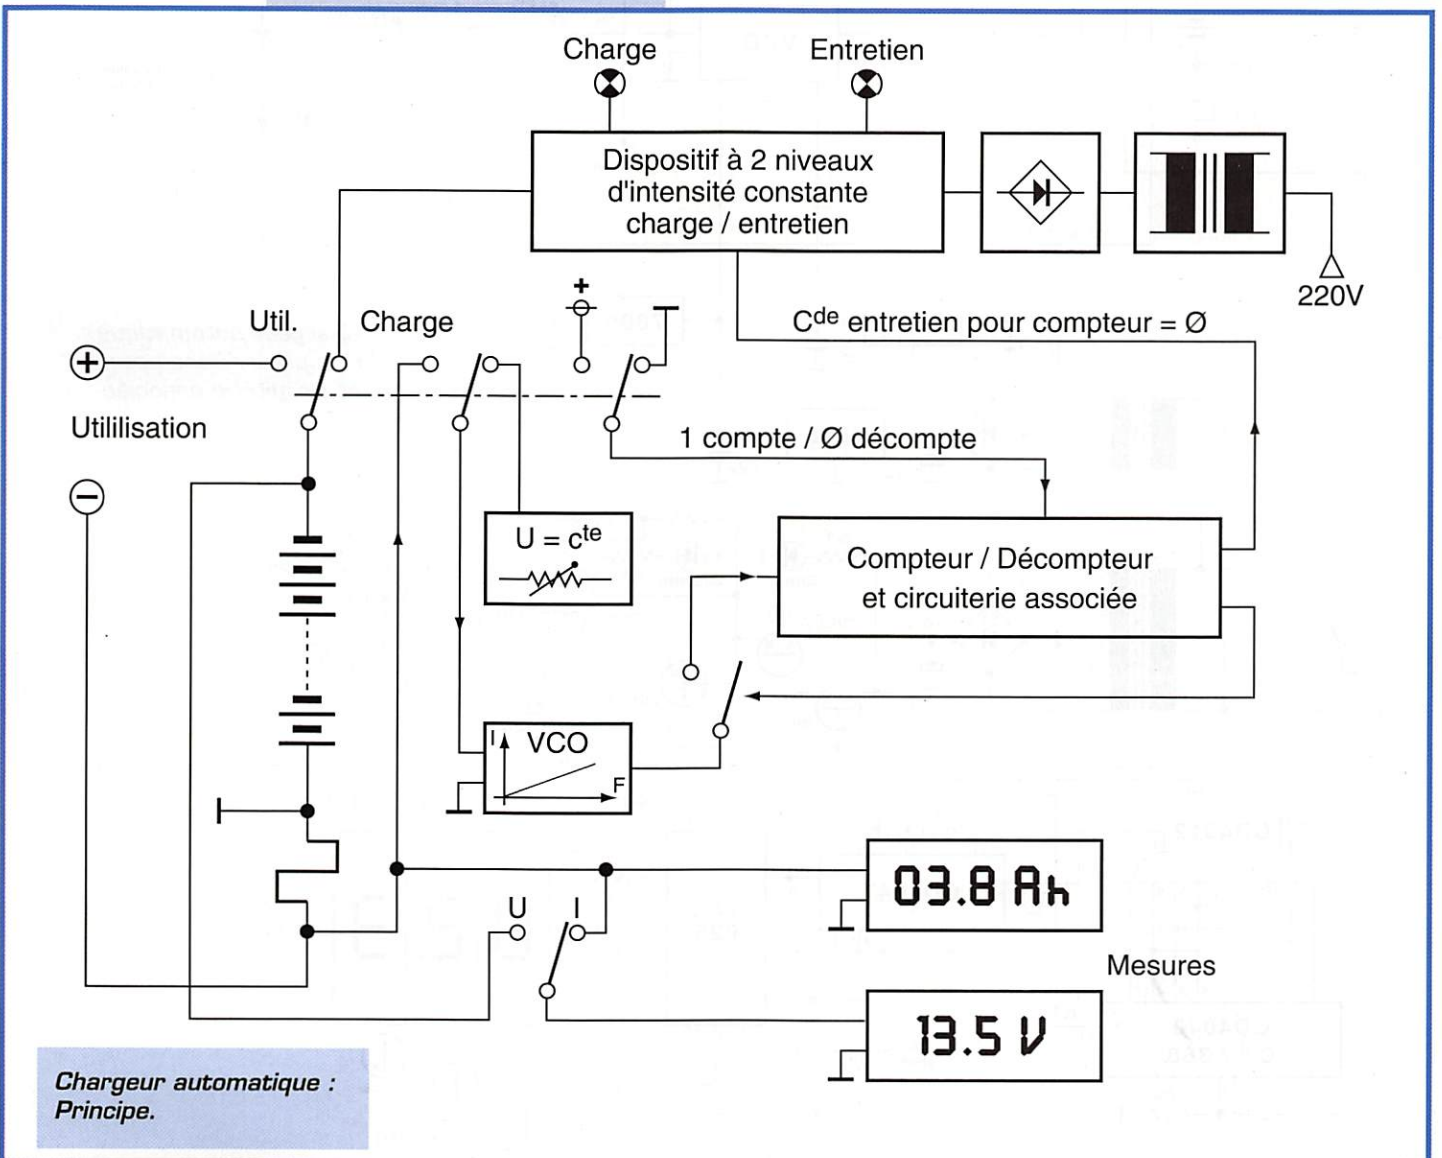 Charge
Entretien
Dispositif à 2 niveaux
d'intensité constante
charge / entretien
220V
+
Util.
Charge
Cde entretien pour compteur = Ø
+
Utililisation
−
1 compte / Ø décompte
U = cte
Compteur / Décompteur
et circuiterie associée
I
VCO
F
03.8 Ah
U
I
Mesures
13.5 V
Chargeur automatique :
Principe.